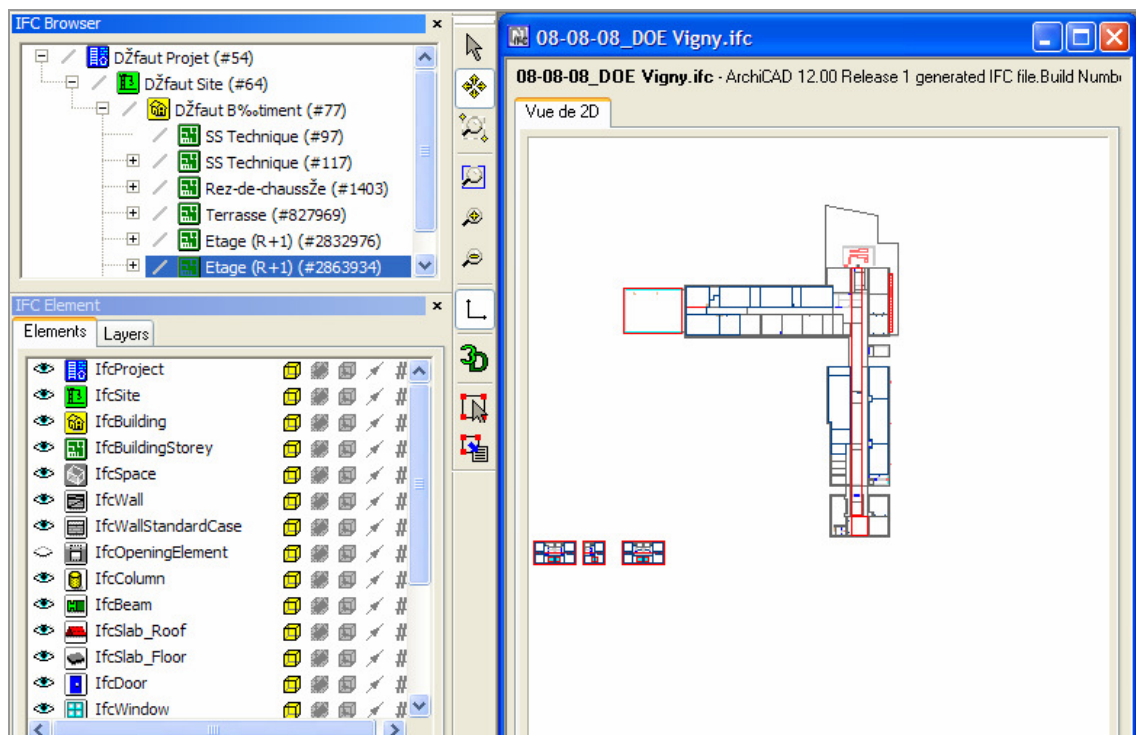 IFC Browser
DŽfaut Projet (#54)
DŽfaut Site (#64)
DŽfaut B‰timent (#77)
SS Technique (#97)
SS Technique (#117)
Rez-de-chaussŽe (#1403)
Terrasse (#827969)
Etage (R+1) (#2832976)
Etage (R+1) (#2863934)
IFC Element
Elements
Layers
IfcProject #
IfcSite #
IfcBuilding #
IfcBuildingStorey #
IfcSpace #
IfcWall #
IfcWallStandardCase #
IfcOpeningElement #
IfcColumn #
IfcBeam #
IfcSlab_Roof #
IfcSlab_Floor #
IfcDoor #
IfcWindow #
3D
08-08-08_DOE Vigny.ifc
08-08-08_DOE Vigny.ifc - ArchiCAD 12.00 Release 1 generated IFC file.Build Numb
Vue de 2D